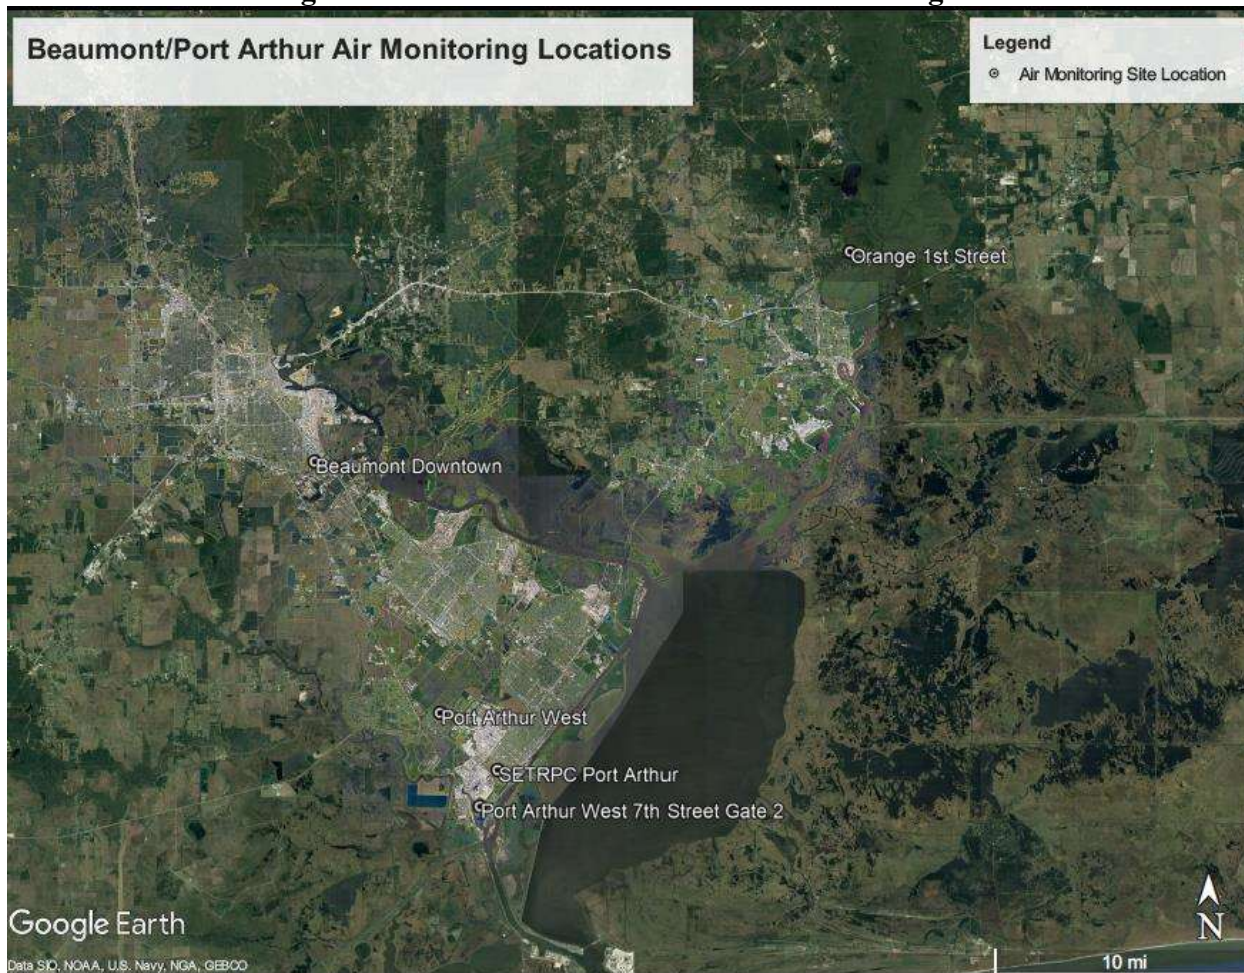 Beaumont/Port Arthur Air Monitoring Locations
Legend
Air Monitoring Site Location
Orange 1st Street
Beaumont Downtown
Port Arthur West
SETRPC Port Arthur
Port Arthur West 7th Street Gate 2
Google Earth
N
Data SIO, NOAA, U.S. Navy, NGA, GEBCO
10 mi